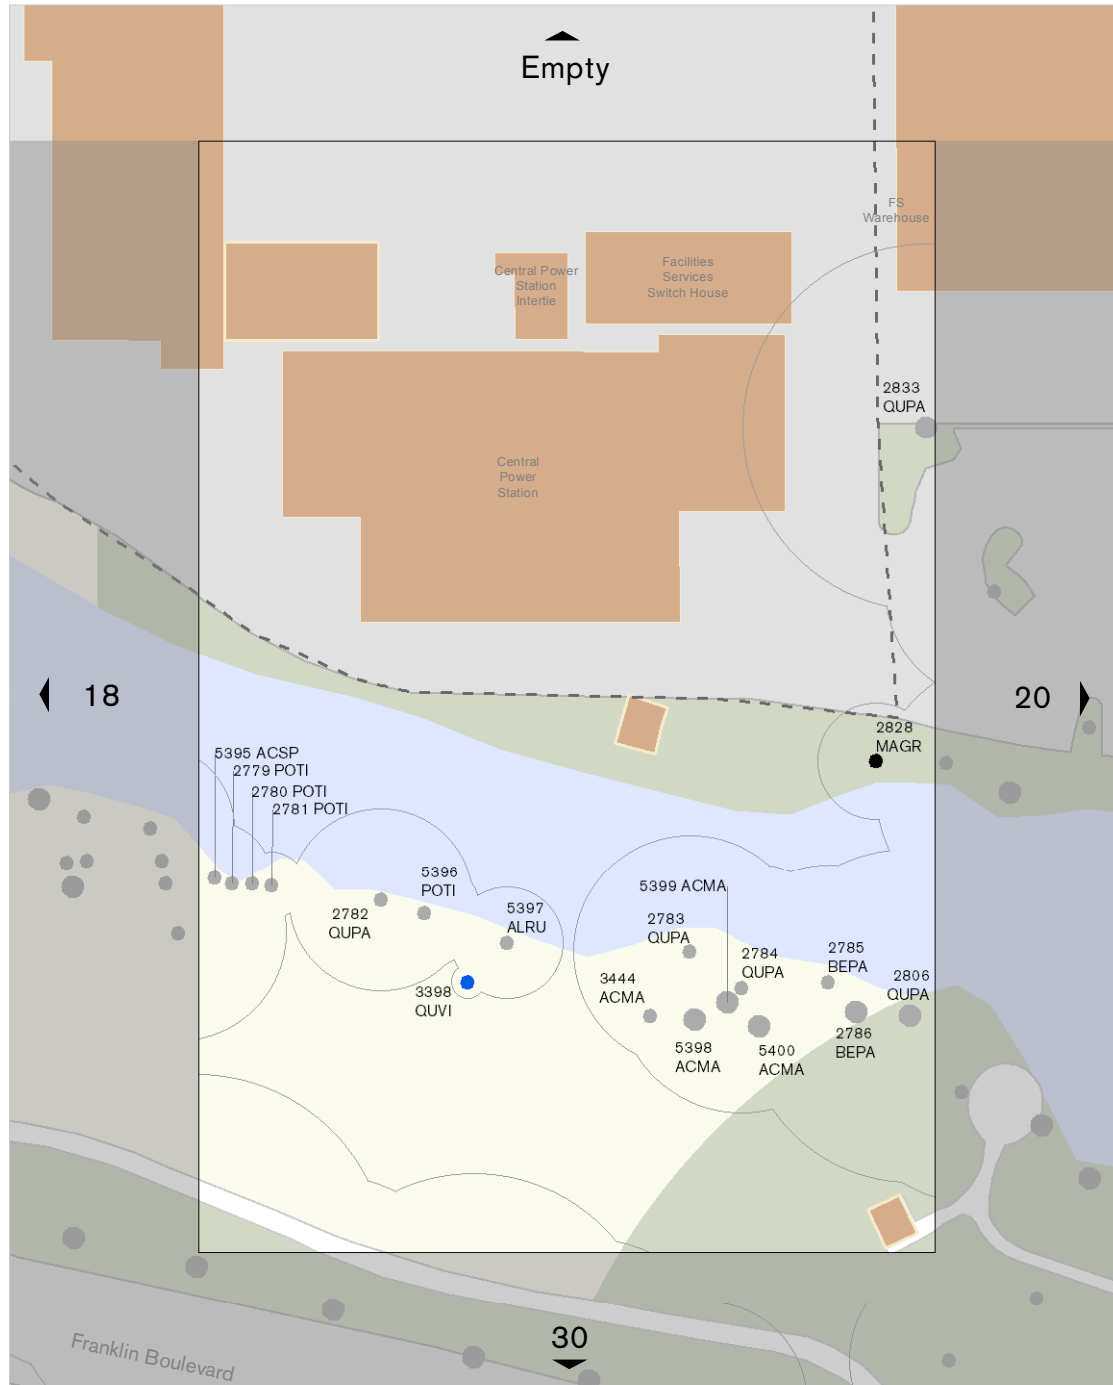 Empty
FS
Warehouse
Central Power
Station
Intertie
Facilities
Services
Switch House
2833
QUPA
Central
Power
Station
18
20
2828
MAGR
5395 ACSP
2779 POTI
2780 POTI
2781 POTI
5396
POTI
5399 ACMA
2782
QUPA
5397
ALRU
2783
QUPA
2784
QUPA
2785
BEPA
3398
QUVI
3444
ACMA
2806
QUPA
5398
ACMA
5400
ACMA
2786
BEPA
30
Franklin Boulevard